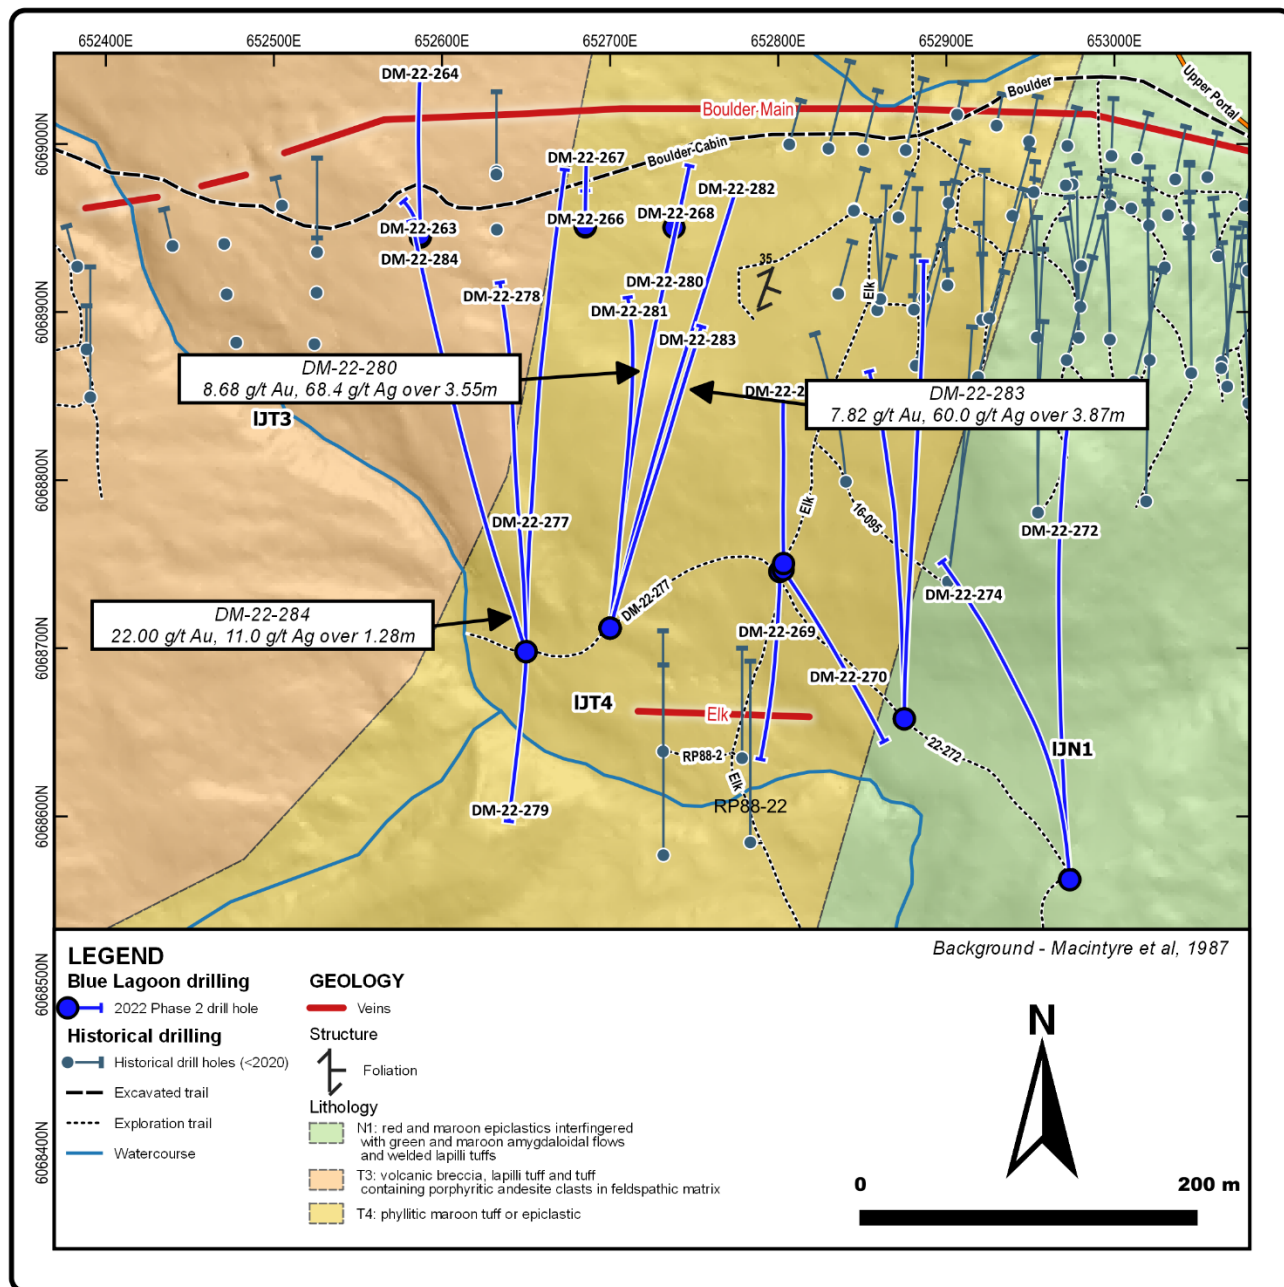 652400E
652500E
652600E
652700E
652800E
652900E
653000E
6069000N
6068900N
6068800N
6068700N
6068600N
6068500N
6068400N
DM-22-264
Boulder Main
Boulder
Upper Portal
Boulder-Cabin
DM-22-267
DM-22-282
DM-22-266
DM-22-268
DM-22-263
DM-22-284
35
DM-22-280
DM-22-278
Elk
DM-22-281
DM-22-283
DM-22-280
8.68 g/t Au, 68.4 g/t Ag over 3.55m
DM-22-283
7.82 g/t Au, 60.0 g/t Ag over 3.87m
IJT3
DM-22-277
Elk
16-095
DM-22-272
DM-22-277
DM-22-274
DM-22-284
22.00 g/t Au, 11.0 g/t Ag over 1.28m
DM-22-269
DM-22-270
IJT4
Elk
22-272
IJN1
RP88-2
Elk
RP88-22
DM-22-279
LEGEND
Blue Lagoon drilling
2022 Phase 2 drill hole
Historical drilling
Historical drill holes (<2020)
Excavated trail
Exploration trail
Watercourse
GEOLOGY
Veins
Structure
Foliation
Lithology
N1: red and maroon epiclastics interfingered
with green and maroon amygdaloidal flows
and welded lapilli tuffs
T3: volcanic breccia, lapilli tuff and tuff
containing porphyritic andesite clasts in feldspathic matrix
T4: phyllitic maroon tuff or epiclastic
Background - Macintyre et al, 1987
N
0
200 m